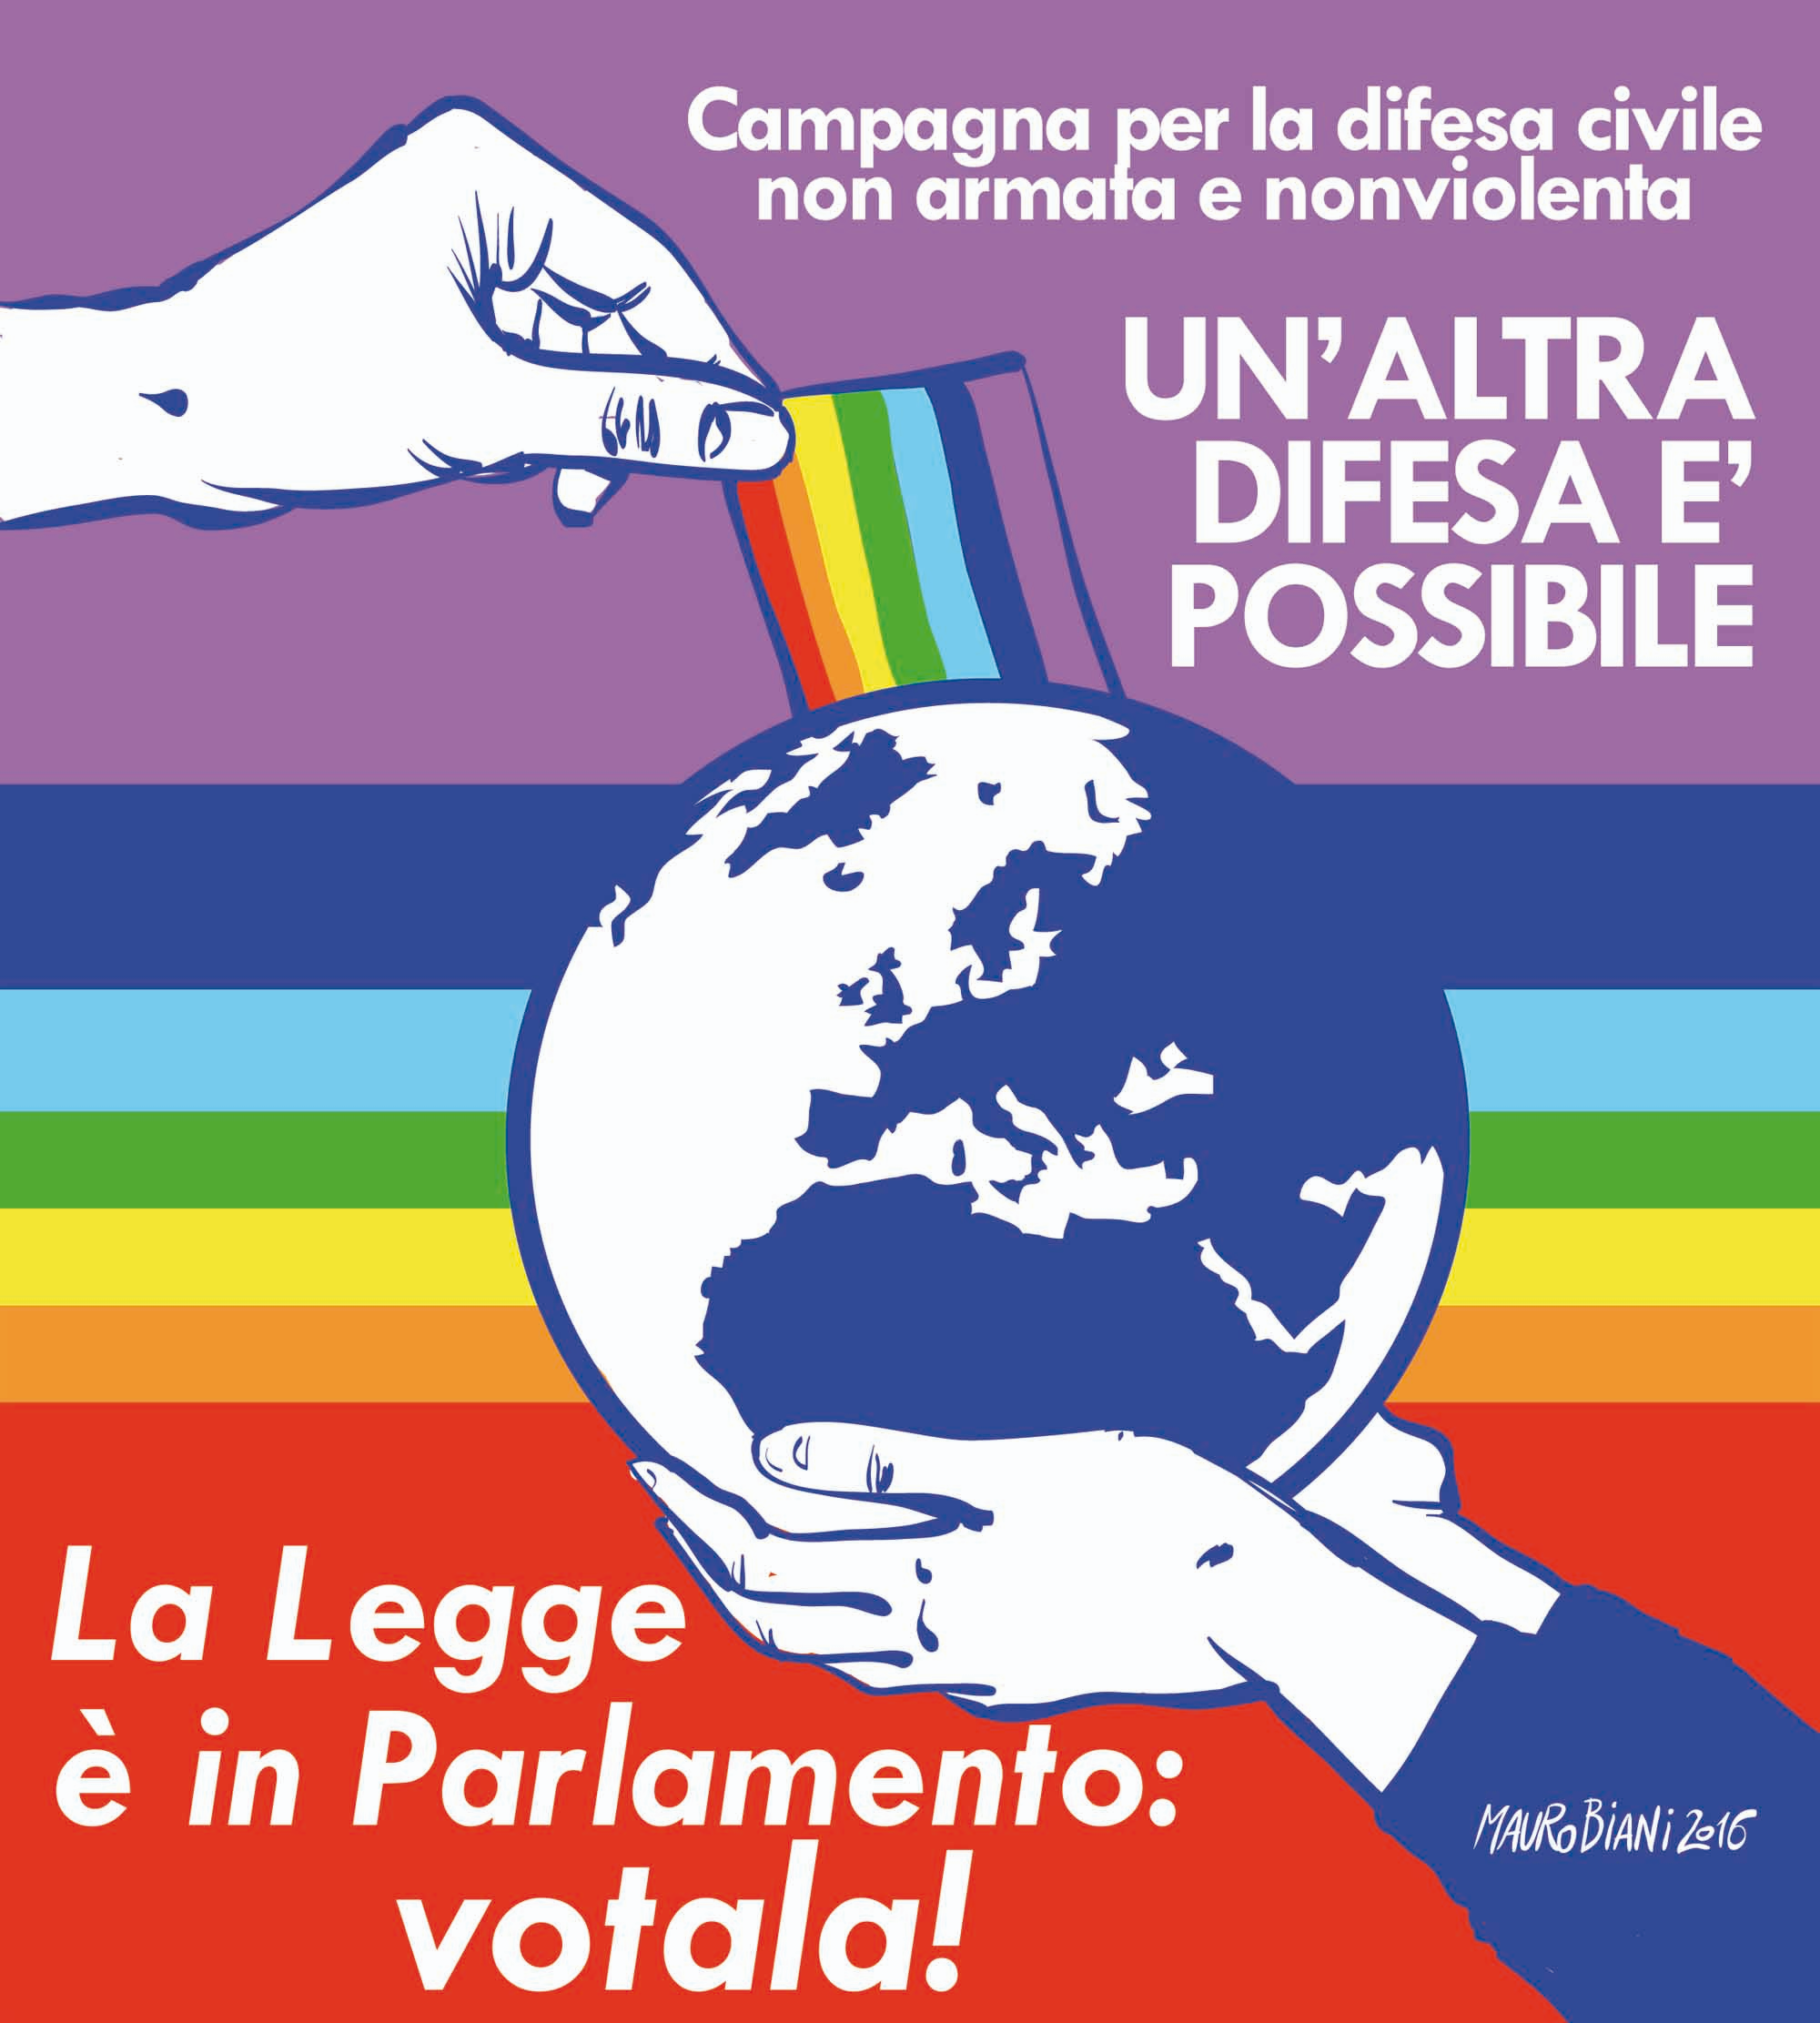 Campagna per la difesa civile
non armata e nonviolenta
UN'ALTRA
DIFESA E'
POSSIBILE
La Legge
è in Parlamento:
votala!
MAURO BIANI 2016